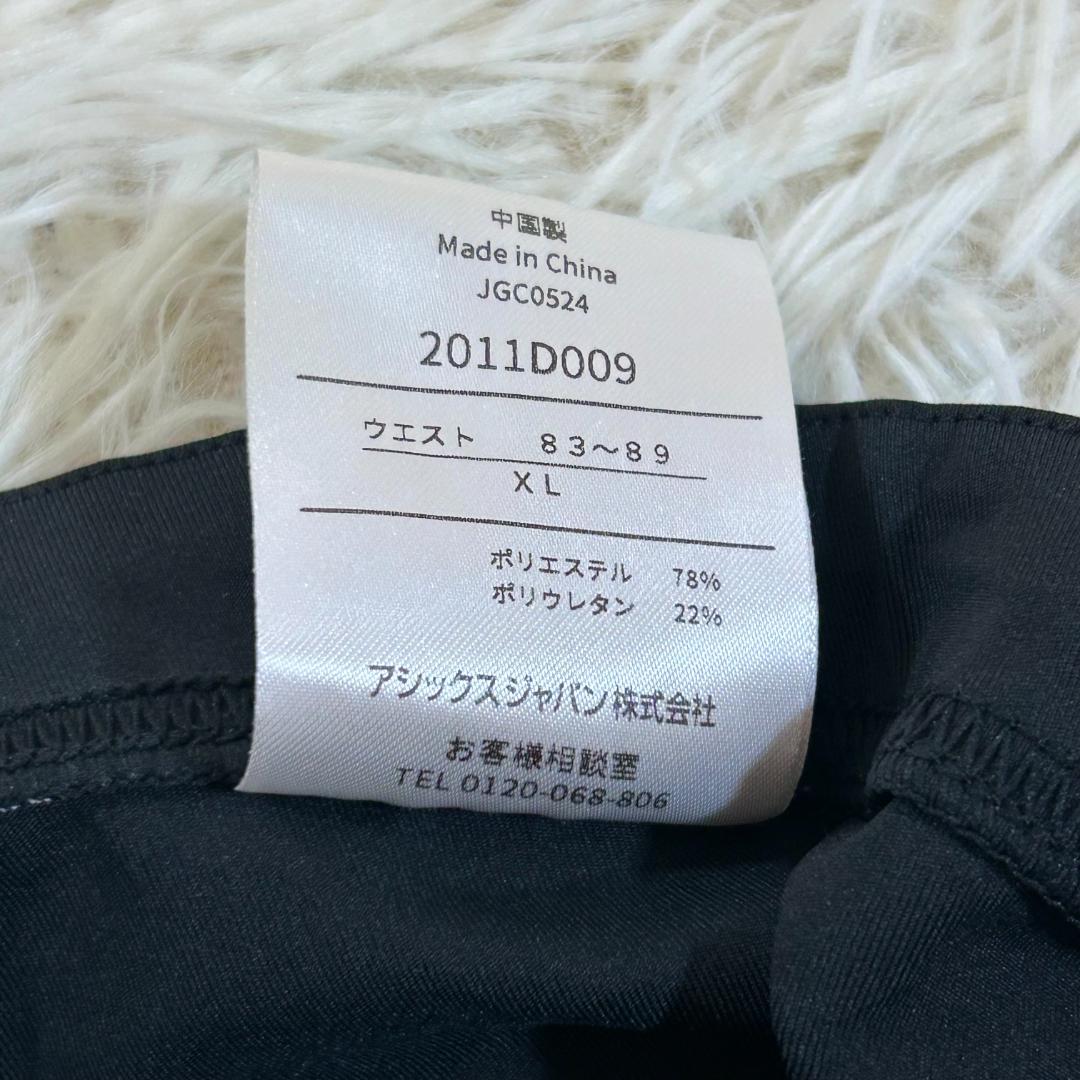 中国製
Made in China
JGC0524
2011D009
ウエスト　８３～８９
ＸＬ
ポリエステル　78%
ポリウレタン　22%
アシックスジャパン株式会社
お客様相談室
TEL 0120-068-806